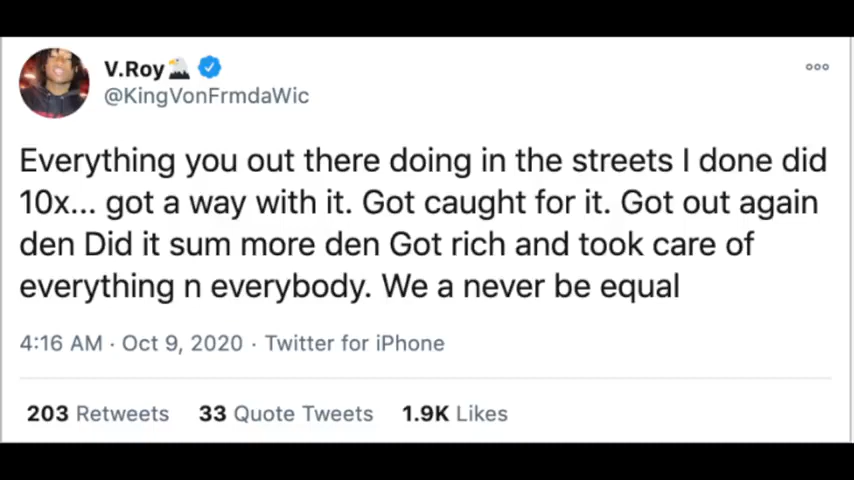 V.Roy🦅
@KingVonFrmdaWic
Everything you out there doing in the streets I done did
10x... got a way with it. Got caught for it. Got out again
den Did it sum more den Got rich and took care of
everything n everybody. We a never be equal
4:16 AM · Oct 9, 2020 · Twitter for iPhone
203 Retweets 33 Quote Tweets 1.9K Likes